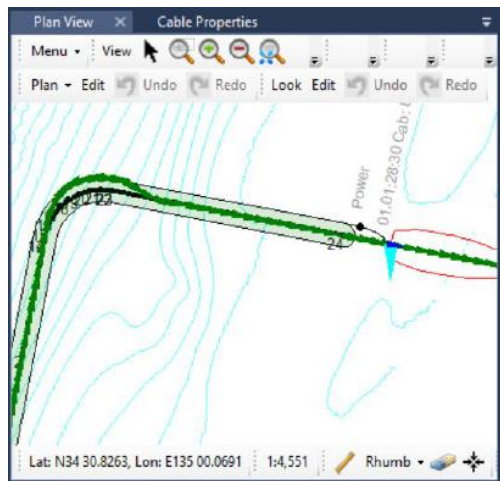 Plan View × Cable Properties
Menu View
Plan Edit Undo Redo Look Edit Undo Redo
Power
01.01:28:30 Cab:
24
Lat: N34 30.8263, Lon: E135 00.0691 1:4,551 Rhumb